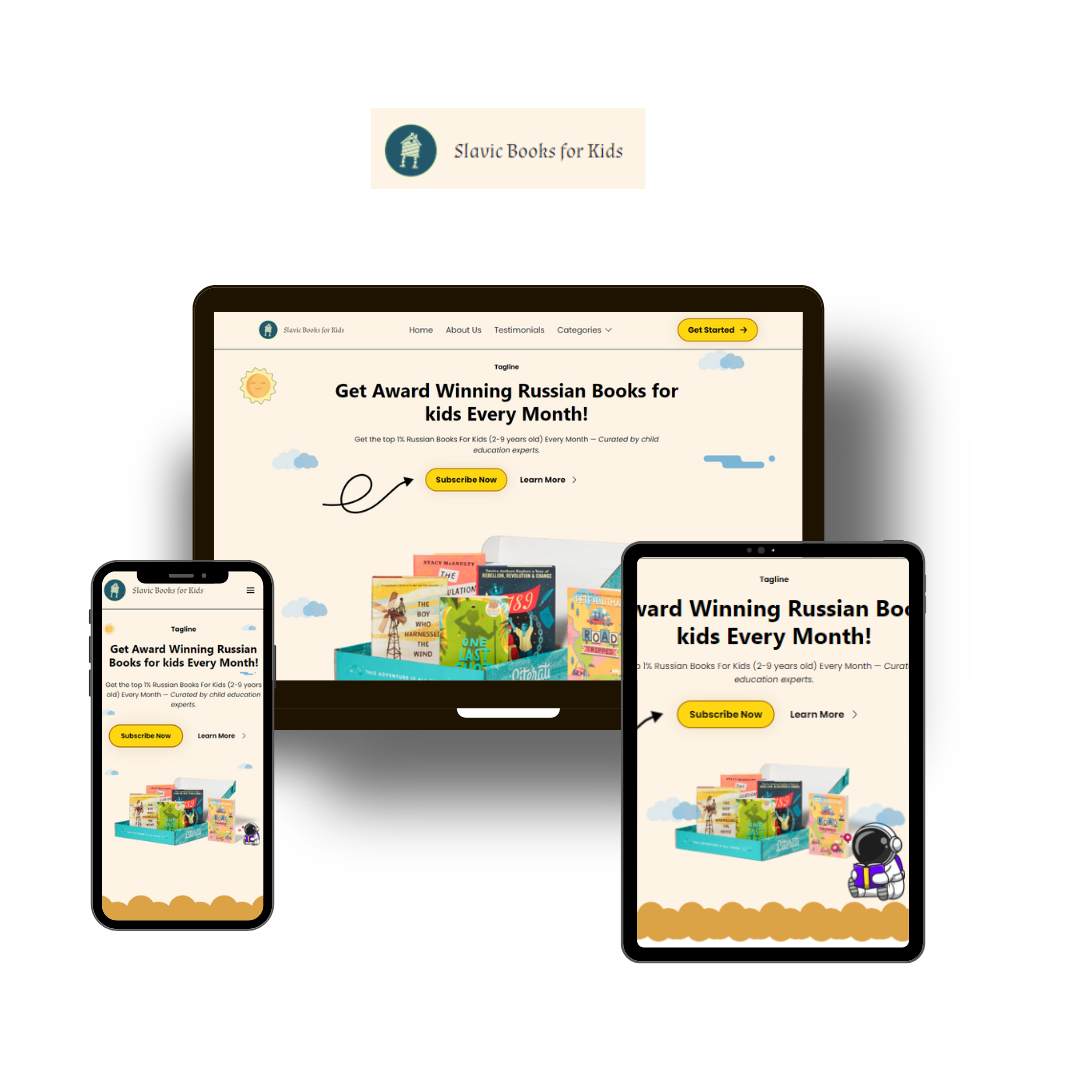 Slavic Books for Kids
Slavic Books for Kids
Home About Us Testimonials Categories
Get Started
Tagline
Get Award Winning Russian Books for
kids Every Month!
Get the top 1% Russian Books For Kids (2-9 years old) Every Month — Curated by child
education experts.
Subscribe Now Learn More
STACY McANULTY
THE
THE
BOY
WHO
HARNESSED
THE
WIND
ONE
LAST
REBELLION, REVOLUTION & CHANGE
1789
ROAD
TRIPPED
Literati
Slavic Books for Kids
Tagline
Get Award Winning Russian
Books for kids Every Month!
Get the top 1% Russian Books For Kids (2-9 years
old) Every Month — Curated by child education
experts.
Subscribe Now Learn More
Tagline
ward Winning Russian Boo
kids Every Month!
p 1% Russian Books For Kids (2-9 years old) Every Month — Curat
education experts.
Subscribe Now Learn More